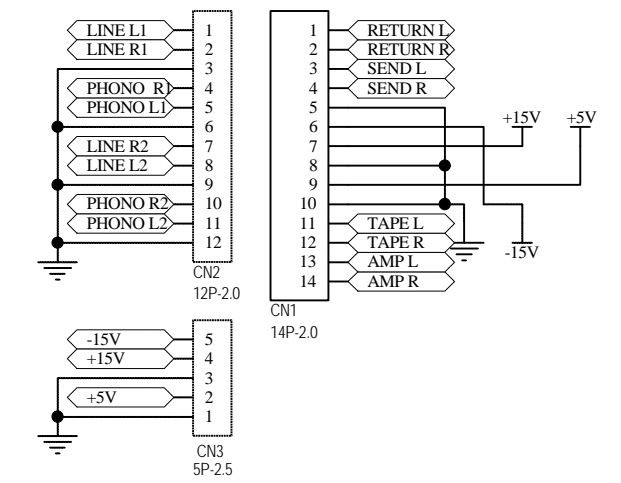 LINE L1 1
LINE R1 2
3
PHONO R1 4
PHONO L1 5
6
LINE R2 7
LINE L2 8
9
PHONO R2 10
PHONO L2 11
12
CN2
12P-2.0
1 RETURN L
2 RETURN R
3 SEND L
4 SEND R
5
6 +15V +5V
7
8
9
10
11 TAPE L
12 TAPE R -15V
13 AMP L
14 AMP R
CN1
14P-2.0
-15V 5
+15V 4
3
+5V 2
1
CN3
5P-2.5